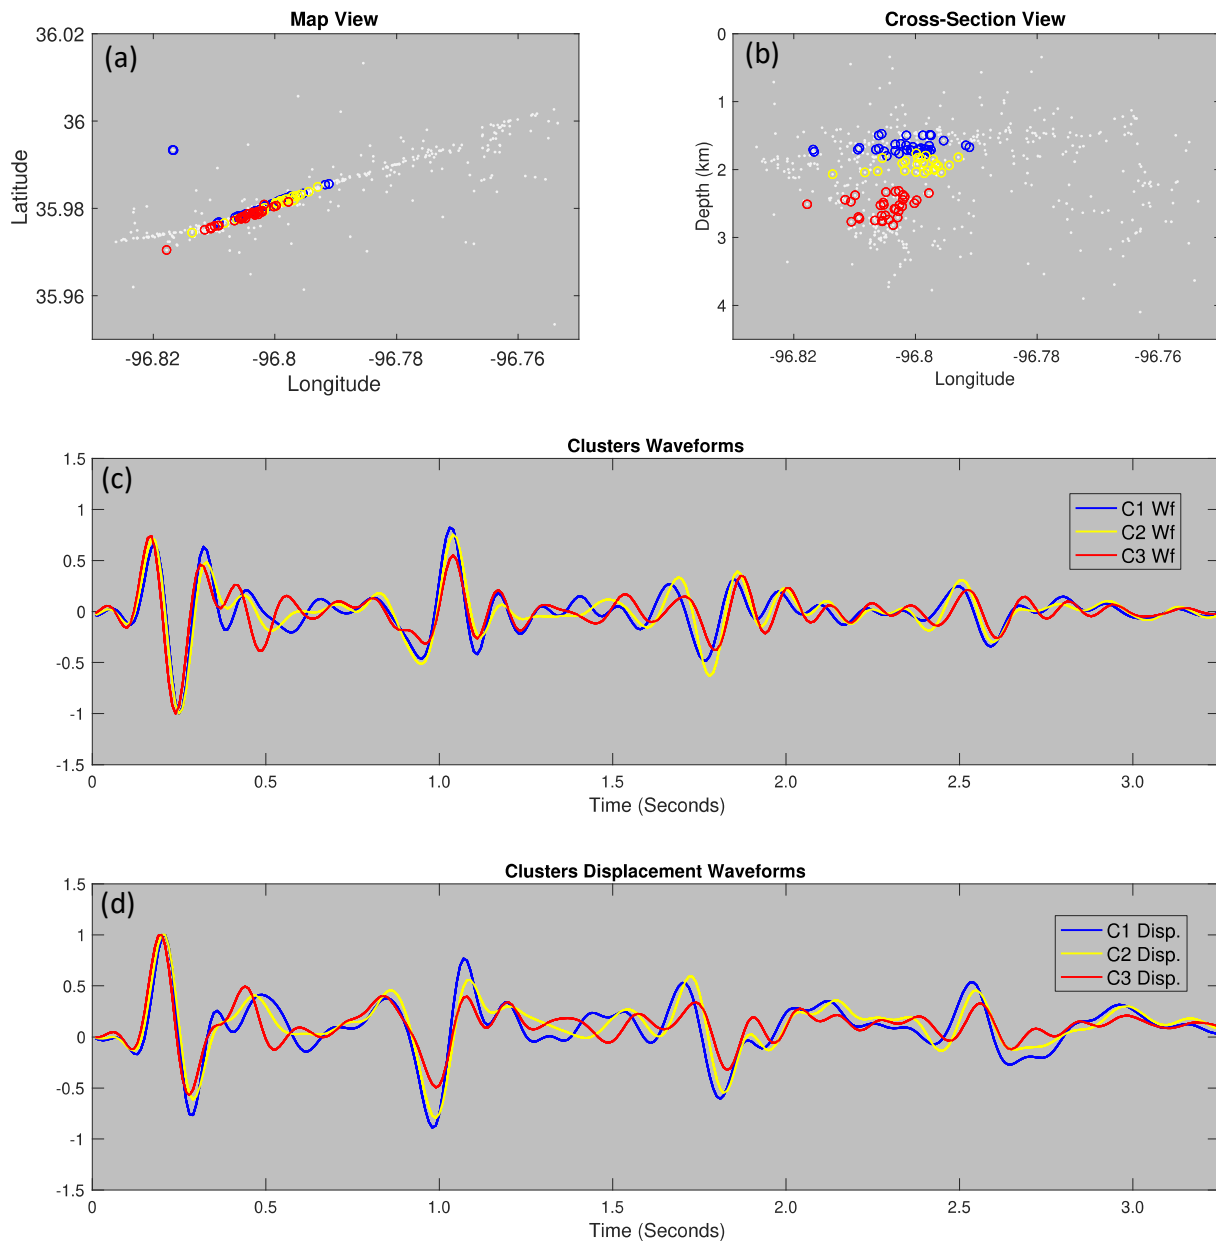 Map View
(a)
36.02
36
35.98
35.96
Latitude
-96.82
-96.8
-96.78
-96.76
Longitude
Cross-Section View
(b)
0
1
2
3
4
Depth (km)
-96.82
-96.8
-96.78
-96.76
Longitude
Clusters Waveforms
(c)
1.5
1
0.5
0
-0.5
-1
-1.5
C1 Wf
C2 Wf
C3 Wf
0
0.5
1.0
1.5
2.0
2.5
3.0
Time (Seconds)
Clusters Displacement Waveforms
(d)
1.5
1
0.5
0
-0.5
-1
-1.5
C1 Disp.
C2 Disp.
C3 Disp.
0
0.5
1.0
1.5
2.0
2.5
3.0
Time (Seconds)